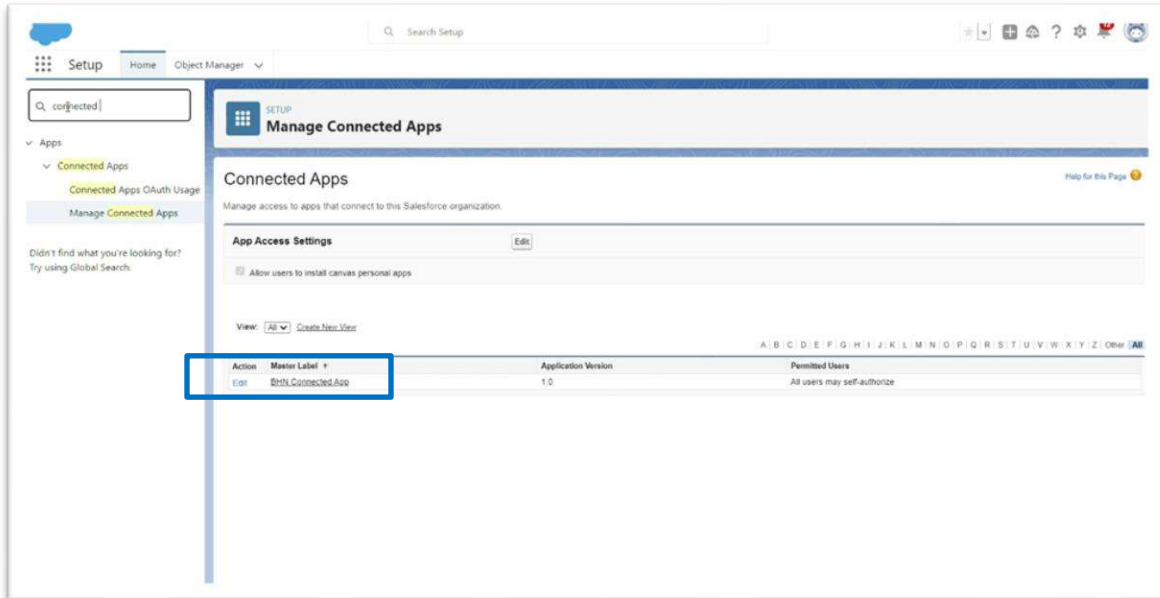 Search Setup
Setup Home Object Manager
connected
Apps
Connected Apps
Connected Apps OAuth Usage
Manage Connected Apps
Didn't find what you're looking for?
Try using Global Search.
SETUP
Manage Connected Apps
Connected Apps
Help for this Page
Manage access to apps that connect to this Salesforce organization.
App Access Settings Edit
Allow users to install canvas personal apps
View: All Create New View
A | B | C | D | E | F | G | H | I | J | K | L | M | N | O | P | Q | R | S | T | U | V | W | X | Y | Z | Other | All
Action Master Label ↑ Application Version Permitted Users
Edit BHN Connected App 1.0 All users may self-authorize